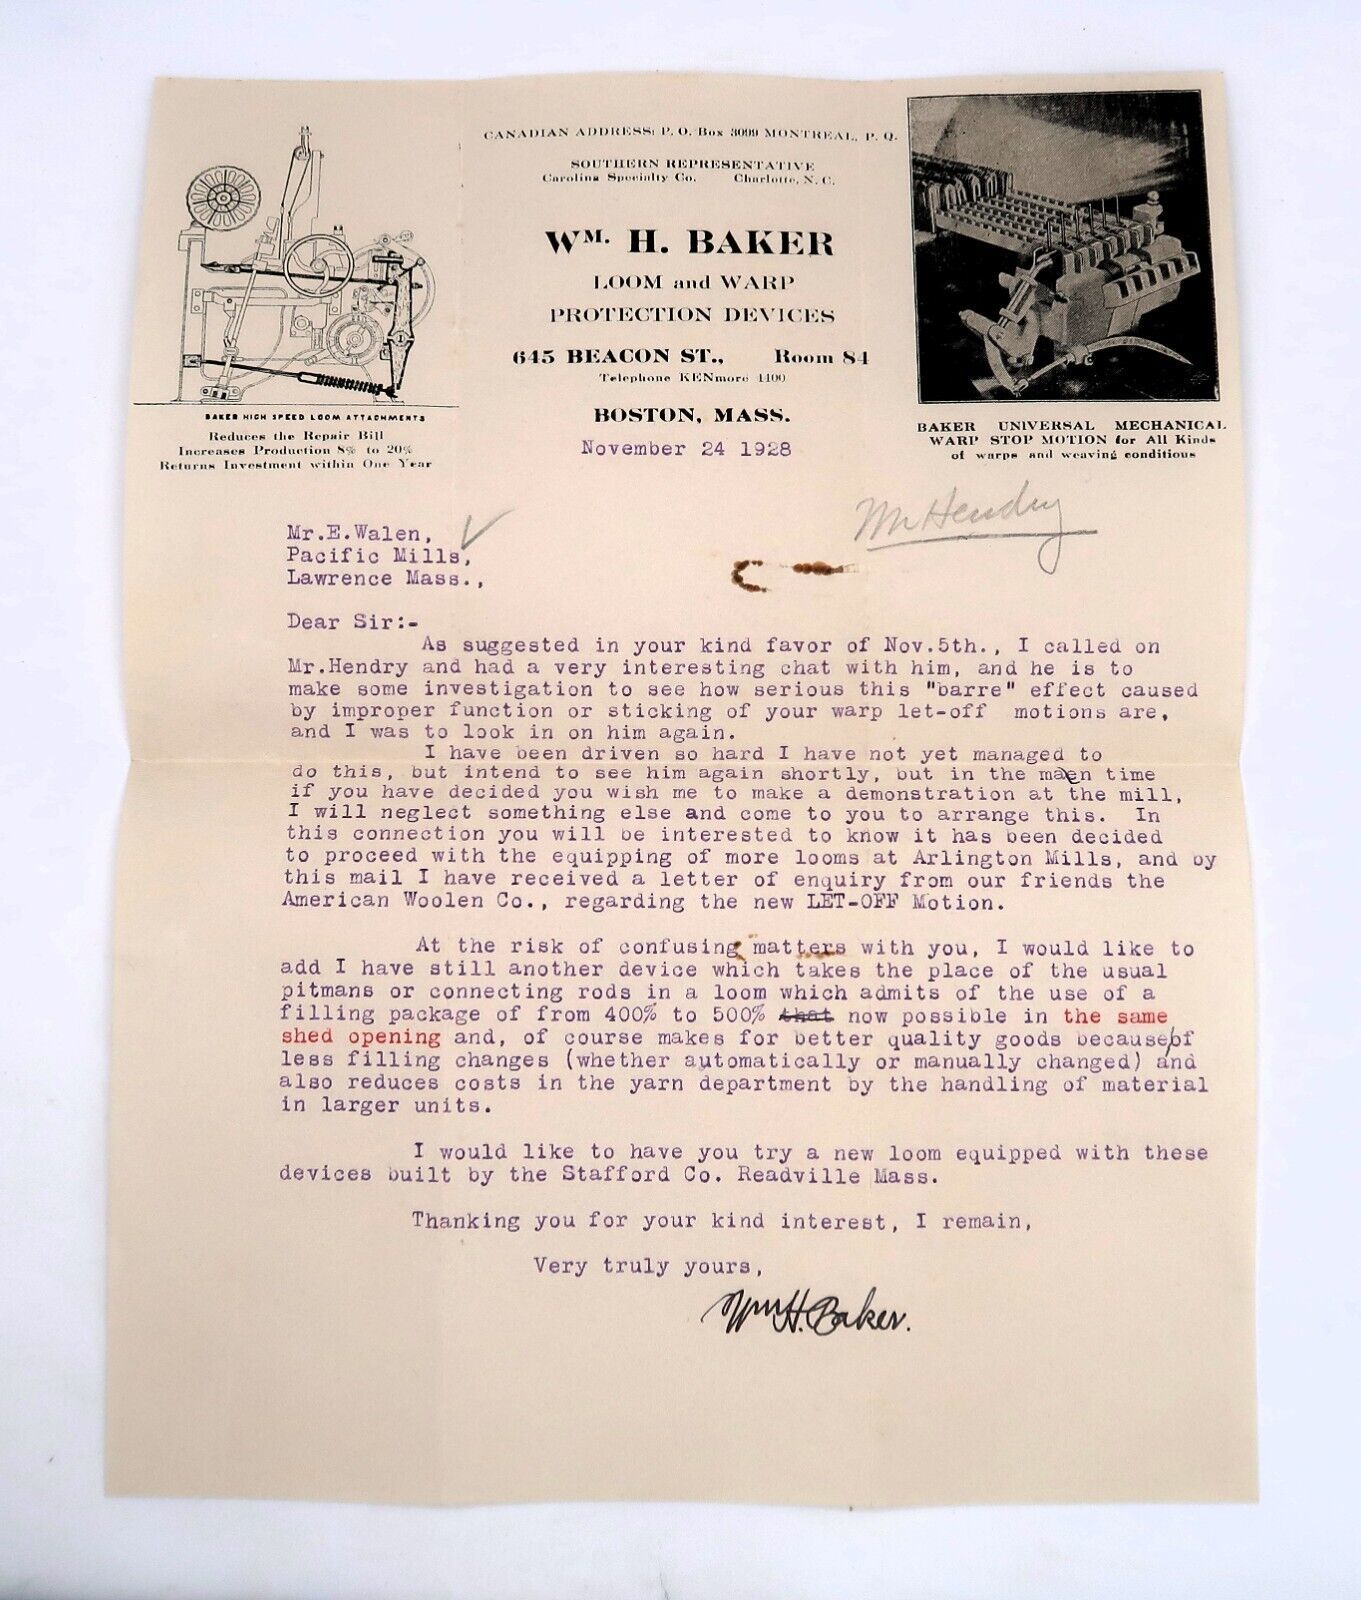 CANADIAN ADDRESS: P. O. Box 3099 MONTREAL, P. Q.
SOUTHERN REPRESENTATIVE
Carolina Specialty Co. Charlotte, N. C.
WM. H. BAKER
LOOM and WARP
PROTECTION DEVICES
645 BEACON ST., Room 84
Telephone KENmore 4400
BOSTON, MASS.
BAKER HIGH SPEED LOOM ATTACHMENTS
Reduces the Repair Bill
Increases Production 8% to 20%
Returns Investment within One Year
BAKER UNIVERSAL MECHANICAL
WARP STOP MOTION for All Kinds
of warps and weaving conditions
November 24 1928
Mr Hendry
Mr.E.Walen,
Pacific Mills,
Lawrence Mass.,
Dear Sir:-
As suggested in your kind favor of Nov.5th., I called on
Mr.Hendry and had a very interesting chat with him, and he is to
make some investigation to see how serious this "barre" effect caused
by improper function or sticking of your warp let-off motions are,
and I was to look in on him again.
I have been driven so hard I have not yet managed to
do this, but intend to see him again shortly, but in the maen time
if you have decided you wish me to make a demonstration at the mill,
I will neglect something else and come to you to arrange this. In
this connection you will be interested to know it has been decided
to proceed with the equipping of more looms at Arlington Mills, and by
this mail I have received a letter of enquiry from our friends the
American Woolen Co., regarding the new LET-OFF Motion.
At the risk of confusing matters with you, I would like to
add I have still another device which takes the place of the usual
pitmans or connecting rods in a loom which admits of the use of a
filling package of from 400% to 500% that now possible in the same
shed opening and, of course makes for better quality goods because/of
less filling changes (whether automatically or manually changed) and
also reduces costs in the yarn department by the handling of material
in larger units.
I would like to have you try a new loom equipped with these
devices built by the Stafford Co. Readville Mass.
Thanking you for your kind interest, I remain,
Very truly yours,
Wm H. Baker.